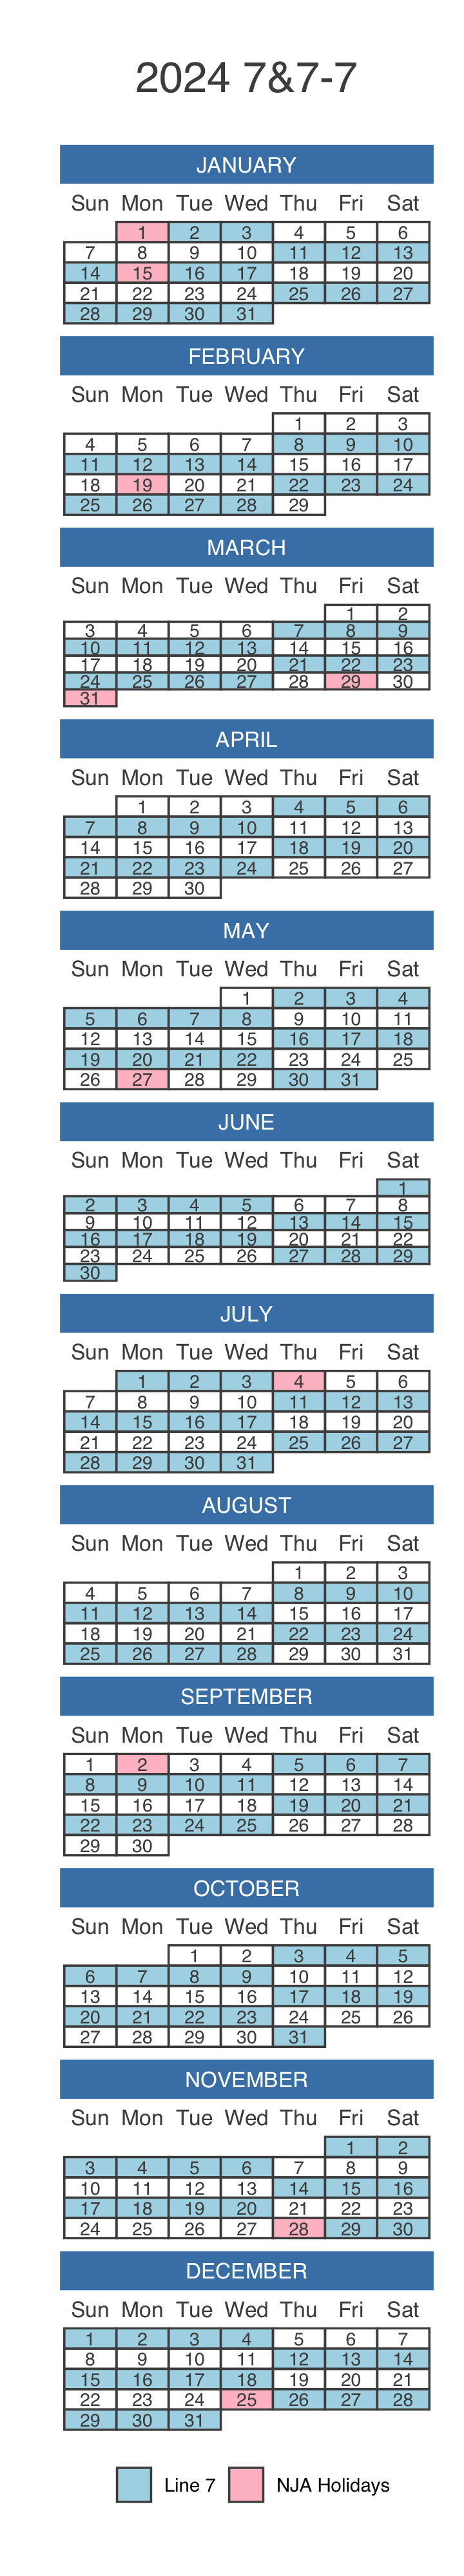 2024 7&7-7
JANUARY
Sun Mon Tue Wed Thu Fri Sat
1 2 3 4 5 6
7 8 9 10 11 12 13
14 15 16 17 18 19 20
21 22 23 24 25 26 27
28 29 30 31
FEBRUARY
Sun Mon Tue Wed Thu Fri Sat
1 2 3
4 5 6 7 8 9 10
11 12 13 14 15 16 17
18 19 20 21 22 23 24
25 26 27 28 29
MARCH
Sun Mon Tue Wed Thu Fri Sat
1 2
3 4 5 6 7 8 9
10 11 12 13 14 15 16
17 18 19 20 21 22 23
24 25 26 27 28 29 30
31
APRIL
Sun Mon Tue Wed Thu Fri Sat
1 2 3 4 5 6
7 8 9 10 11 12 13
14 15 16 17 18 19 20
21 22 23 24 25 26 27
28 29 30
MAY
Sun Mon Tue Wed Thu Fri Sat
1 2 3 4
5 6 7 8 9 10 11
12 13 14 15 16 17 18
19 20 21 22 23 24 25
26 27 28 29 30 31
JUNE
Sun Mon Tue Wed Thu Fri Sat
1
2 3 4 5 6 7 8
9 10 11 12 13 14 15
16 17 18 19 20 21 22
23 24 25 26 27 28 29
30
JULY
Sun Mon Tue Wed Thu Fri Sat
1 2 3 4 5 6
7 8 9 10 11 12 13
14 15 16 17 18 19 20
21 22 23 24 25 26 27
28 29 30 31
AUGUST
Sun Mon Tue Wed Thu Fri Sat
1 2 3
4 5 6 7 8 9 10
11 12 13 14 15 16 17
18 19 20 21 22 23 24
25 26 27 28 29 30 31
SEPTEMBER
Sun Mon Tue Wed Thu Fri Sat
1 2 3 4 5 6 7
8 9 10 11 12 13 14
15 16 17 18 19 20 21
22 23 24 25 26 27 28
29 30
OCTOBER
Sun Mon Tue Wed Thu Fri Sat
1 2 3 4 5
6 7 8 9 10 11 12
13 14 15 16 17 18 19
20 21 22 23 24 25 26
27 28 29 30 31
NOVEMBER
Sun Mon Tue Wed Thu Fri Sat
1 2
3 4 5 6 7 8 9
10 11 12 13 14 15 16
17 18 19 20 21 22 23
24 25 26 27 28 29 30
DECEMBER
Sun Mon Tue Wed Thu Fri Sat
1 2 3 4 5 6 7
8 9 10 11 12 13 14
15 16 17 18 19 20 21
22 23 24 25 26 27 28
29 30 31
Line 7 NJA Holidays